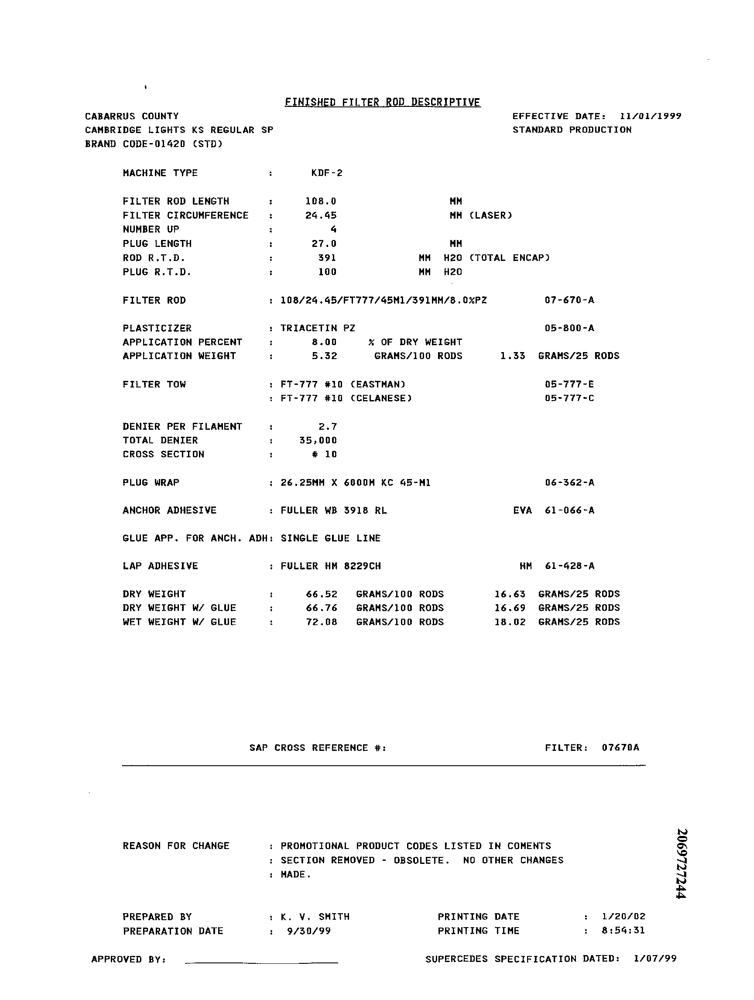 FINISHED FILTER ROD DESCRIPTIVE
CABARRUS COUNTY EFFECTIVE DATE: 11/01/1999
CAMBRIDGE LIGHTS KS REGULAR SP STANDARD PRODUCTION
BRAND CODE-01420 (STD)
MACHINE TYPE : KDF-2
FILTER ROD LENGTH : 108.0 MM
FILTER CIRCUMFERENCE : 24.45 MM (LASER)
NUMBER UP : 4
PLUG LENGTH : 27.0 MM
ROD R.T.D. : 391 MM H2O (TOTAL ENCAP)
PLUG R.T.D. : 100 MM H2O
FILTER ROD : 108/24.45/FT777/45M1/391MM/8.0%PZ 07-670-A
PLASTICIZER : TRIACETIN PZ 05-800-A
APPLICATION PERCENT : 8.00 % OF DRY WEIGHT
APPLICATION WEIGHT : 5.32 GRAMS/100 RODS 1.33 GRAMS/25 RODS
FILTER TOW : FT-777 #10 (EASTMAN) 05-777-E
: FT-777 #10 (CELANESE) 05-777-C
DENIER PER FILAMENT : 2.7
TOTAL DENIER : 35,000
CROSS SECTION : # 10
PLUG WRAP : 26.25MM X 6000M KC 45-M1 06-362-A
ANCHOR ADHESIVE : FULLER WB 3918 RL EVA 61-066-A
GLUE APP. FOR ANCH. ADH: SINGLE GLUE LINE
LAP ADHESIVE : FULLER HM 8229CH HM 61-428-A
DRY WEIGHT : 66.52 GRAMS/100 RODS 16.63 GRAMS/25 RODS
DRY WEIGHT W/ GLUE : 66.76 GRAMS/100 RODS 16.69 GRAMS/25 RODS
WET WEIGHT W/ GLUE : 72.08 GRAMS/100 RODS 18.02 GRAMS/25 RODS
SAP CROSS REFERENCE #: FILTER: 07670A
REASON FOR CHANGE : PROMOTIONAL PRODUCT CODES LISTED IN COMENTS
: SECTION REMOVED - OBSOLETE. NO OTHER CHANGES
: MADE.
2069727244
PREPARED BY : K. V. SMITH PRINTING DATE : 1/20/02
PREPARATION DATE : 9/30/99 PRINTING TIME : 8:54:31
APPROVED BY: SUPERCEDES SPECIFICATION DATED: 1/07/99